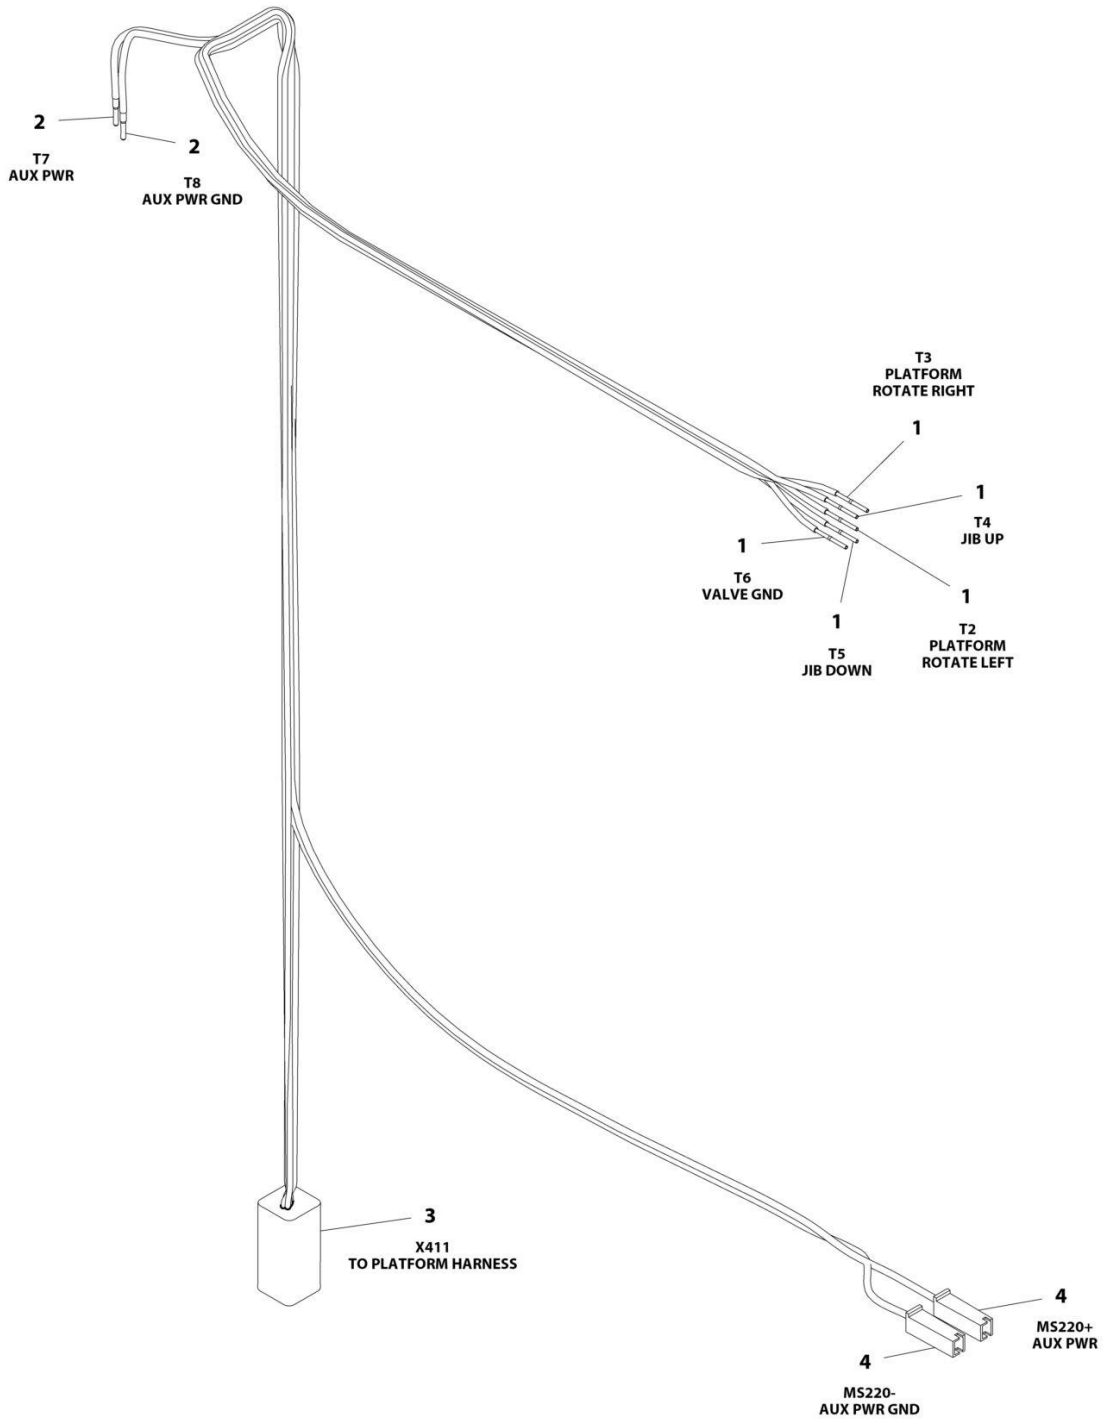 2
T7
AUX PWR
2
T8
AUX PWR GND
T3
PLATFORM
ROTATE RIGHT
1
1
T4
JIB UP
1
T6
VALVE GND
1
T2
PLATFORM
ROTATE LEFT
1
T5
JIB DOWN
3
X411
TO PLATFORM HARNESS
4
MS220+
AUX PWR
4
MS220-
AUX PWR GND